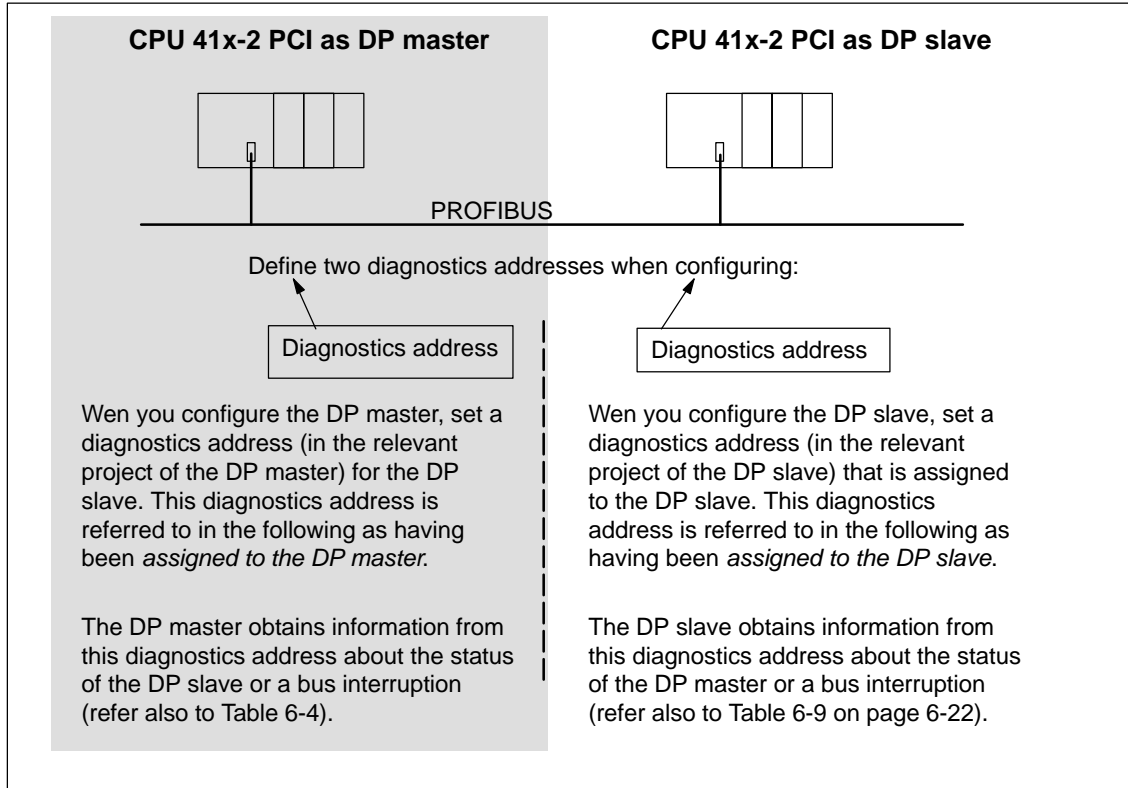 CPU 41x-2 PCI as DP master
CPU 41x-2 PCI as DP slave
PROFIBUS
Define two diagnostics addresses when configuring:
Diagnostics address
Diagnostics address
Wen you configure the DP master, set a
diagnostics address (in the relevant
project of the DP master) for the DP
slave. This diagnostics address is
referred to in the following as having
been assigned to the DP master.
The DP master obtains information from
this diagnostics address about the status
of the DP slave or a bus interruption
(refer also to Table 6-4).
Wen you configure the DP slave, set a
diagnostics address (in the relevant
project of the DP slave) that is assigned
to the DP slave. This diagnostics
address is referred to in the following as
having been assigned to the DP slave.
The DP slave obtains information from
this diagnostics address about the status
of the DP master or a bus interruption
(refer also to Table 6-9 on page 6-22).